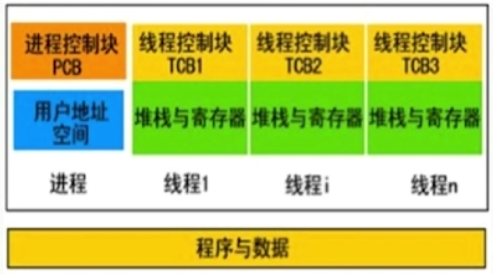 进程控制块 线程控制块 线程控制块 线程控制块
PCB TCB1 TCB2 TCB3
用户地址
空间
堆栈与寄存器 堆栈与寄存器 堆栈与寄存器
进程 线程1 线程i 线程n
程序与数据